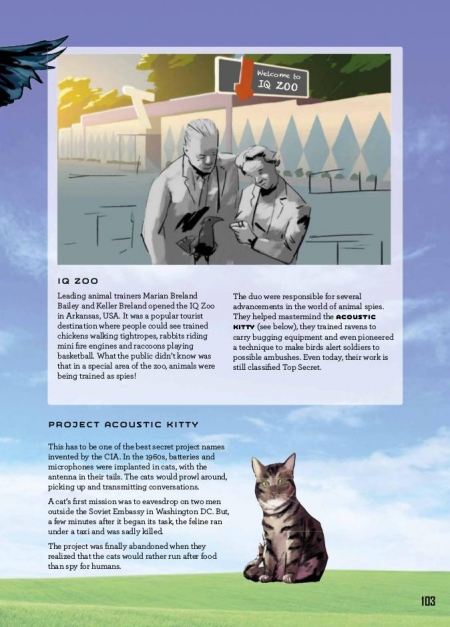 Welcome to
IQ ZOO
IQ ZOO
Leading animal trainers Marian Breland
Bailey and Keller Breland opened the IQ Zoo
in Arkansas, USA. It was a popular tourist
destination where people could see trained
chickens walking tightropes, rabbits riding
mini fire engines and raccoons playing
basketball. What the public didn't know was
that in a special area of the zoo, animals were
being trained as spies!
The duo were responsible for several
advancements in the world of animal spies.
They helped mastermind the ACOUSTIC
KITTY (see below), they trained ravens to
carry bugging equipment and even pioneered
a technique to make birds alert soldiers to
possible ambushes. Even today, their work is
still classified Top Secret.
PROJECT ACOUSTIC KITTY
This has to be one of the best secret project names
invented by the CIA. In the 1960s, batteries and
microphones were implanted in cats, with the
antenna in their tails. The cats would prowl around,
picking up and transmitting conversations.
A cat's first mission was to eavesdrop on two men
outside the Soviet Embassy in Washington DC. But,
a few minutes after it began its task, the feline ran
under a taxi and was sadly killed.
The project was finally abandoned when they
realized that the cats would rather run after food
than spy for humans.
103